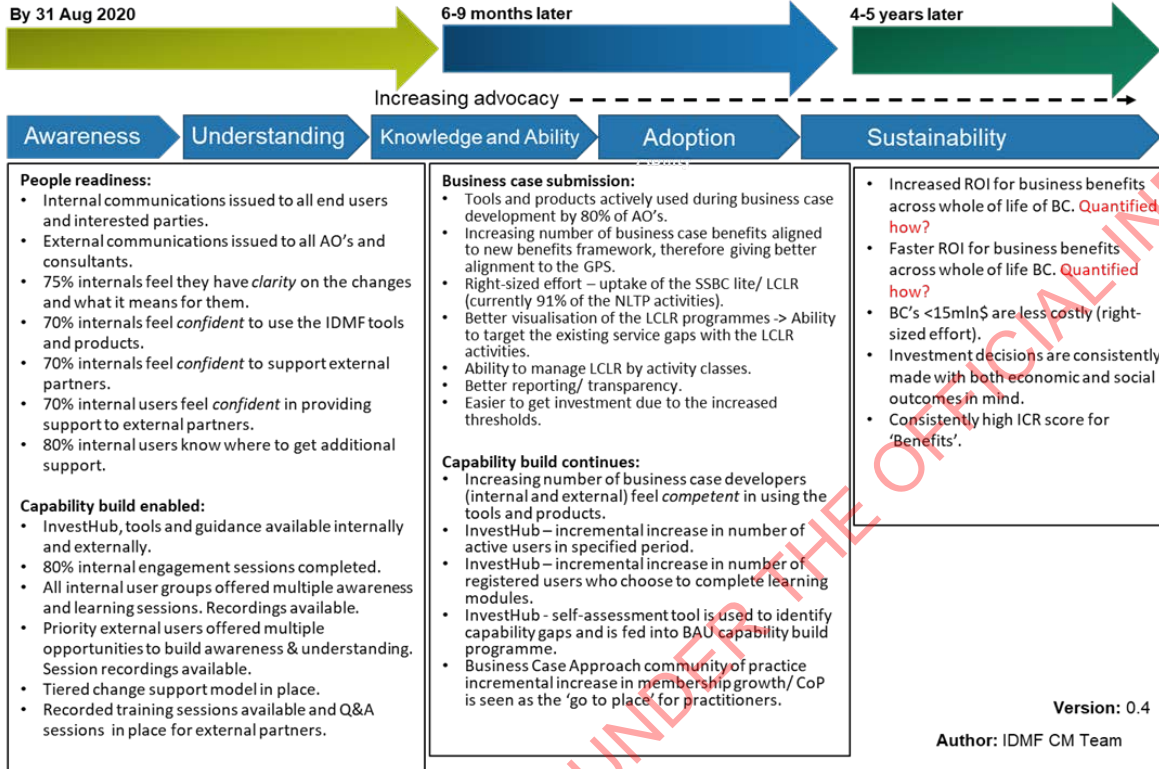 By 31 Aug 2020
6-9 months later
4-5 years later
Increasing advocacy
Awareness
Understanding
Knowledge and Ability
Adoption
Sustainability
People readiness:
• Internal communications issued to all end users
and interested parties.
• External communications issued to all AO's and
consultants.
• 75% internals feel they have clarity on the changes
and what it means for them.
• 70% internals feel confident to use the IDMF tools
and products.
• 70% internals feel confident to support external
partners.
• 70% internal users feel confident in providing
support to external partners.
• 80% internal users know where to get additional
support.
Capability build enabled:
• InvestHub, tools and guidance available internally
and externally.
• 80% internal engagement sessions completed.
• All internal user groups offered multiple awareness
and learning sessions. Recordings available.
• Priority external users offered multiple
opportunities to build awareness & understanding.
Session recordings available.
• Tiered change support model in place.
• Recorded training sessions available and Q&A
sessions in place for external partners.
Business case submission:
• Tools and products actively used during business case
development by 80% of AO's.
• Increasing number of business case benefits aligned
to new benefits framework, therefore giving better
alignment to the GPS.
• Right-sized effort – uptake of the SSBC lite/ LCLR
(currently 91% of the NLTP activities).
• Better visualisation of the LCLR programmes -> Ability
to target the existing service gaps with the LCLR
activities.
• Ability to manage LCLR by activity classes.
• Better reporting/ transparency.
• Easier to get investment due to the increased
thresholds.
Capability build continues:
• Increasing number of business case developers
(internal and external) feel competent in using the
tools and products.
• InvestHub – incremental increase in number of
active users in specified period.
• InvestHub – incremental increase in number of
registered users who choose to complete learning
modules.
• InvestHub - self-assessment tool is used to identify
capability gaps and is fed into BAU capability build
programme.
• Business Case Approach community of practice
incremental increase in membership growth/ CoP
is seen as the 'go to place' for practitioners.
• Increased ROI for business benefits
across whole of life of BC. Quantified
how?
• Faster ROI for business benefits
across whole of life BC. Quantified
how?
• BC's <15mln$ are less costly (right-
sized effort).
• Investment decisions are consistently
made with both economic and social
outcomes in mind.
• Consistently high ICR score for
'Benefits'.
Version: 0.4
Author: IDMF CM Team
UNDER THE OFFICIAL IN